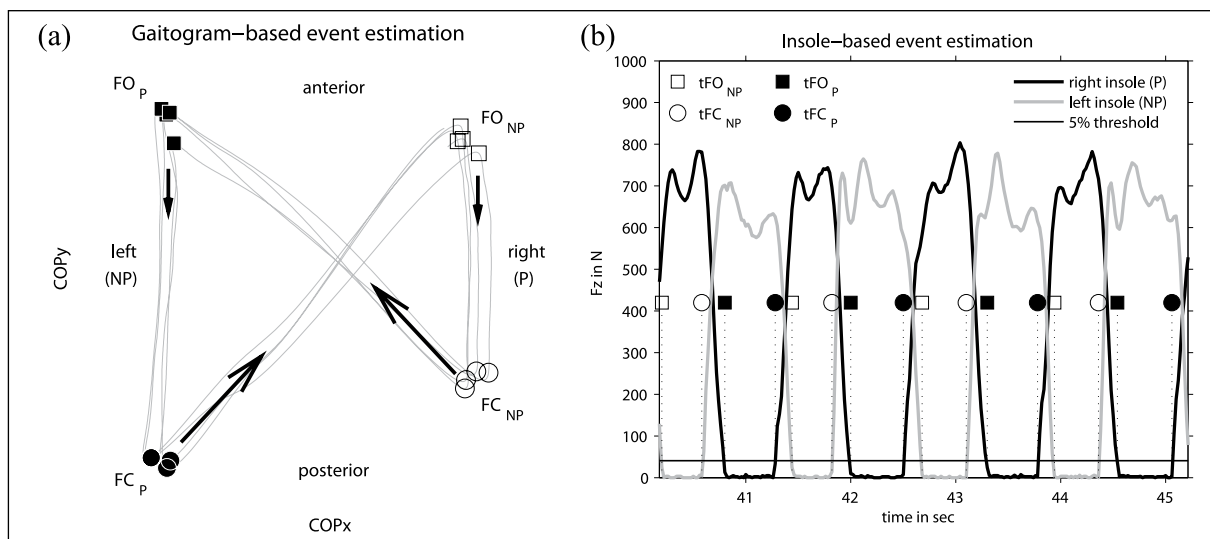 (a)
Gaitogram−based event estimation
FO P
anterior
FO NP
left
(NP)
right
(P)
COPy
FC NP
FC P
posterior
COPx
(b)
Insole−based event estimation
tFO NP
tFO P
tFC NP
tFC P
right insole (P)
left insole (NP)
5% threshold
Fz in N
1000
900
800
700
600
500
400
300
200
100
0
41 42 43 44 45
time in sec